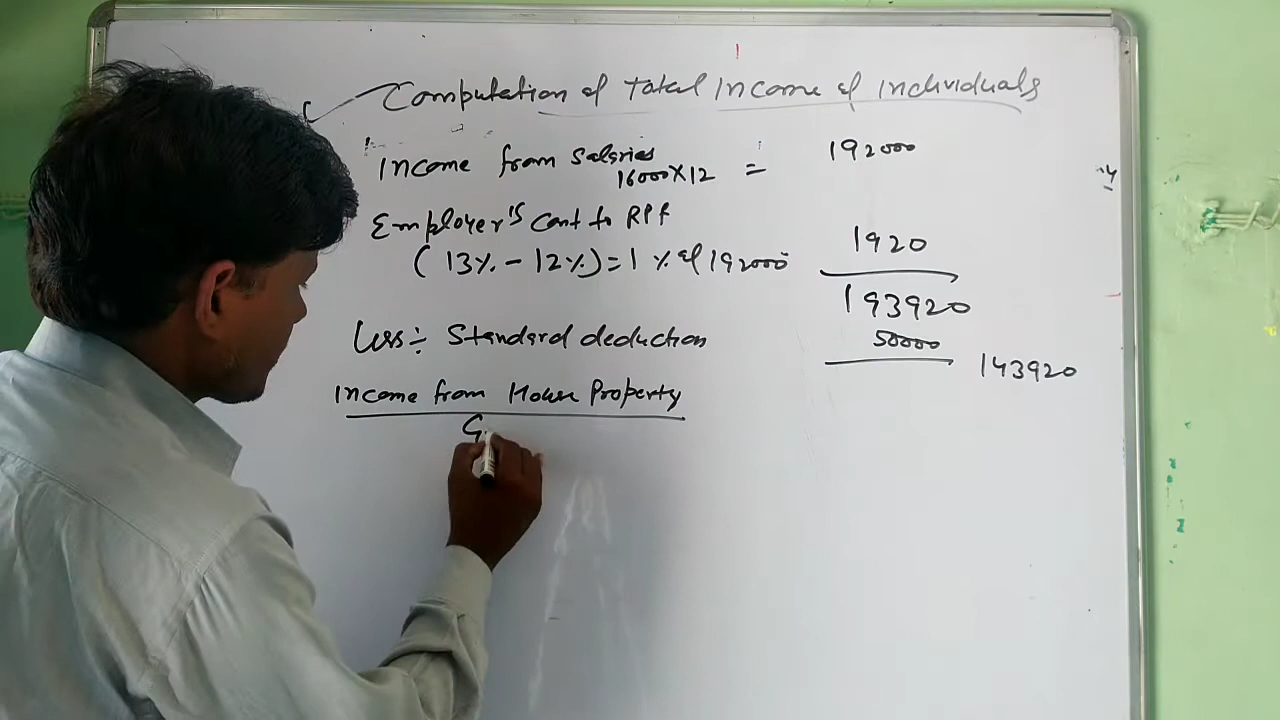 Computation of total income of individuals
Income from Salaries
16000×12 = 192000
Employer's cont to RPF
(13% - 12%) = 1 % of 192000 1920
193920
Less:- Standard deduction 50000
143920
Income from House Property
G